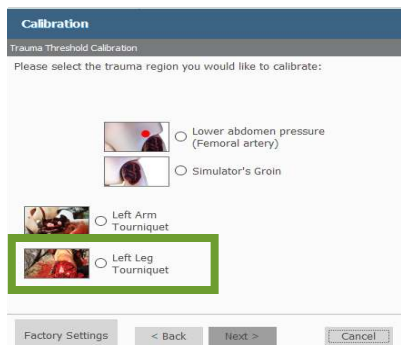 Calibration
Trauma Threshold Calibration
Please select the trauma region you would like to calibrate:
Lower abdomen pressure
(Femoral artery)
Simulator's Groin
Left Arm
Tourniquet
Left Leg
Tourniquet
Factory Settings
< Back
Next >
Cancel